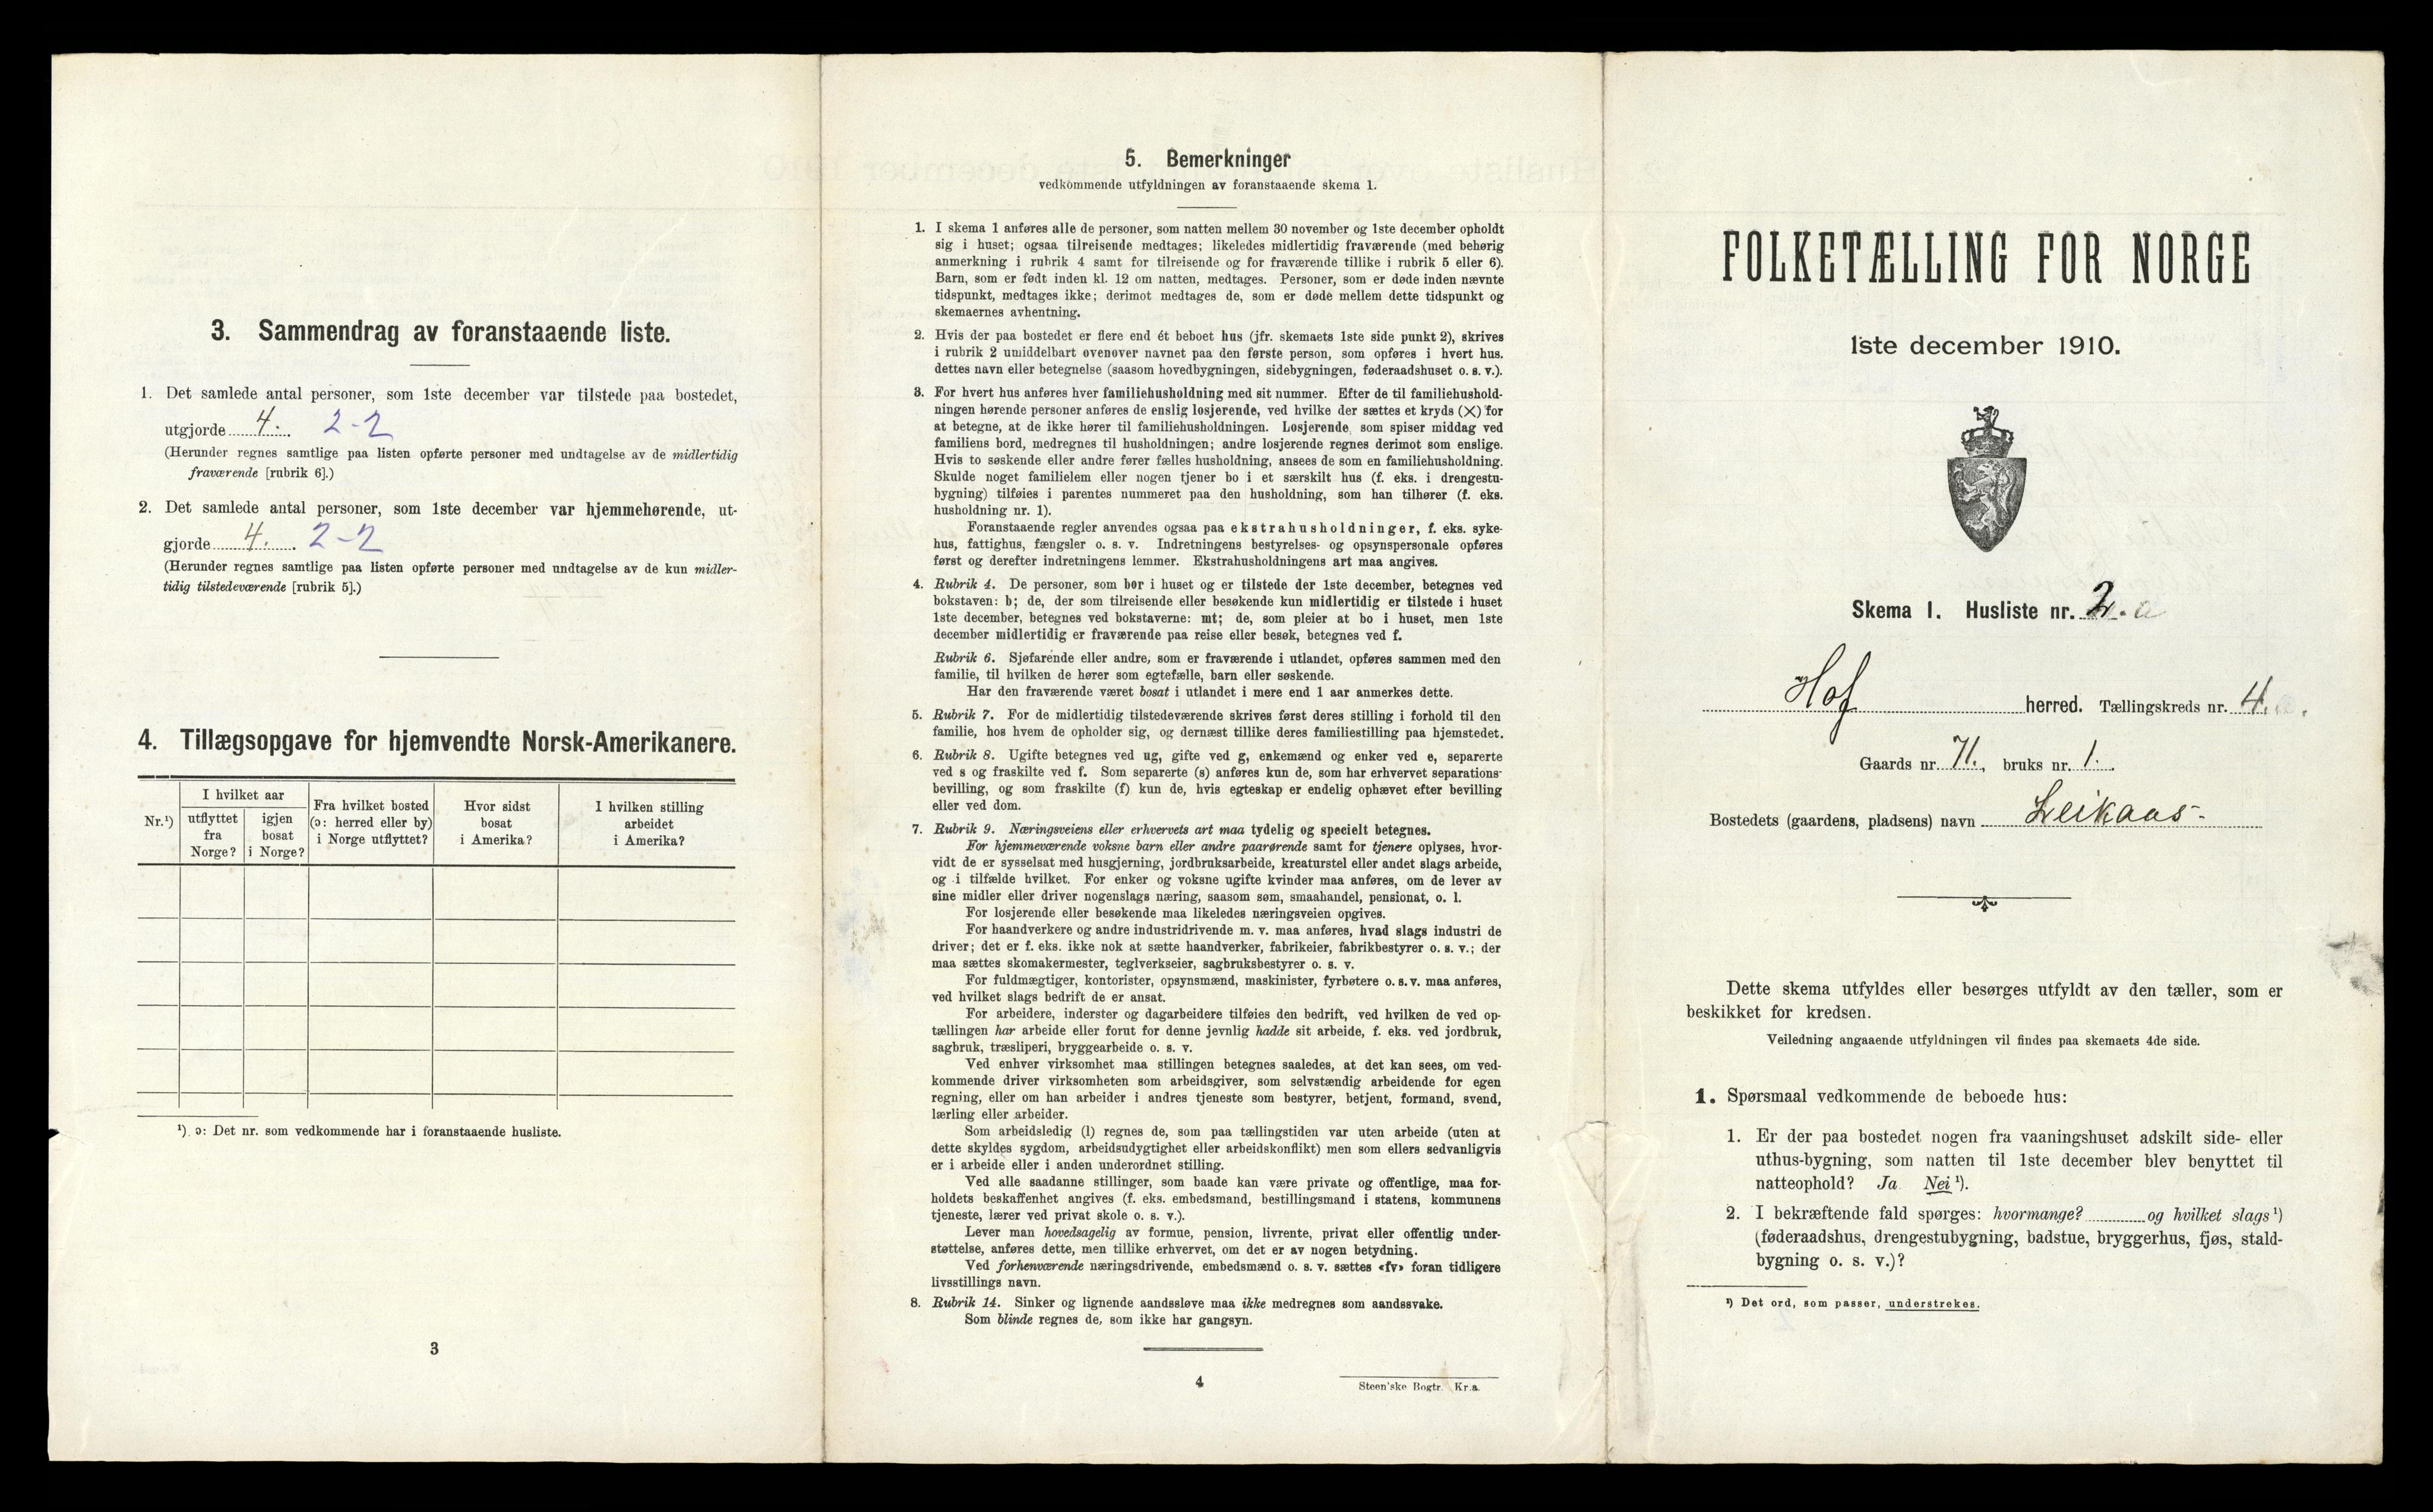 3. Sammendrag av foranstaaende liste.
1. Det samlede antal personer, som 1ste december var tilstede paa bostedet,
utgjorde 4. 2-2
(Herunder regnes samtlige paa listen opførte personer med undtagelse av de midlertidig
fraværende [rubrik 6].)
2. Det samlede antal personer, som 1ste december var hjemmehørende, ut-
gjorde 4. 2-2
(Herunder regnes samtlige paa listen opførte personer med undtagelse av de kun midler-
tidig tilstedeværende [rubrik 5].)
4. Tillægsopgave for hjemvendte Norsk-Amerikanere.
Nr.¹)
I hvilket aar
utflyttet
fra
Norge?
igjen
bosat
i Norge?
Fra hvilket bosted
(ɔ: herred eller by)
i Norge utflyttet?
Hvor sidst
bosat
i Amerika?
I hvilken stilling
arbeidet
i Amerika?
¹) ɔ: Det nr. som vedkommende har i foranstaaende husliste.
3
5. Bemerkninger
vedkommende utfyldningen av foranstaaende skema 1.
1. I skema 1 anføres alle de personer, som natten mellem 30 november og 1ste december opholdt
sig i huset; ogsaa tilreisende medtages; likeledes midlertidig fraværende (med behørig
anmerkning i rubrik 4 samt for tilreisende og for fraværende tillike i rubrik 5 eller 6).
Barn, som er født inden kl. 12 om natten, medtages. Personer, som er døde inden nævnte
tidspunkt, medtages ikke; derimot medtages de, som er døde mellem dette tidspunkt og
skemaernes avhentning.
2. Hvis der paa bostedet er flere end ét beboet hus (jfr. skemaets 1ste side punkt 2), skrives
i rubrik 2 umiddelbart ovenover navnet paa den første person, som opføres i hvert hus.
dettes navn eller betegnelse (saasom hovedbygningen, sidebygningen, føderaadshuset o. s. v.).
3. For hvert hus anføres hver familiehusholdning med sit nummer. Efter de til familiehushold-
ningen hørende personer anføres de enslig losjerende, ved hvilke der sættes et kryds (×) for
at betegne, at de ikke hører til familiehusholdningen. Losjerende som spiser middag ved
familiens bord, medregnes til husholdningen; andre losjerende regnes derimot som enslige.
Hvis to søskende eller andre fører fælles husholdning, ansees de som en familiehusholdning.
Skulde noget familielem eller nogen tjener bo i et særskilt hus (f. eks. i drengestu-
bygning) tilføies i parentes nummeret paa den husholdning, som han tilhører (f. eks.
husholdning nr. 1).
Foranstaaende regler anvendes ogsaa paa ekstrahusholdninger, f. eks. syke-
hus, fattighus, fængsler o. s. v. Indretningens bestyrelses- og opsynspersonale opføres
først og derefter indretningens lemmer. Ekstrahusholdningens art maa angives.
4. Rubrik 4. De personer, som bor i huset og er tilstede der 1ste december, betegnes ved
bokstaven: b; de, der som tilreisende eller besøkende kun midlertidig er tilstede i huset
1ste december, betegnes ved bokstaverne: mt; de, som pleier at bo i huset, men 1ste
december midlertidig er fraværende paa reise eller besøk, betegnes ved f.
Rubrik 6. Sjøfarende eller andre, som er fraværende i utlandet, opføres sammen med den
familie, til hvilken de hører som egtefælle, barn eller søskende.
Har den fraværende været bosat i utlandet i mere end 1 aar anmerkes dette.
5. Rubrik 7. For de midlertidig tilstedeværende skrives først deres stilling i forhold til den
familie, hos hvem de opholder sig, og dernæst tillike deres familiestilling paa hjemstedet.
6. Rubrik 8. Ugifte betegnes ved ug, gifte ved g, enkemænd og enker ved e, separerte
ved s og fraskilte ved f. Som separerte (s) anføres kun de, som har erhvervet separations-
bevilling, og som fraskilte (f) kun de, hvis egteskap er endelig ophævet efter bevilling
eller ved dom.
7. Rubrik 9. Næringsveiens eller erhvervets art maa tydelig og specielt betegnes.
For hjemmeværende voksne barn eller andre paarørende samt for tjenere oplyses, hvor-
vidt de er sysselsat med husgjerning, jordbruksarbeide, kreaturstel eller andet slags arbeide,
og i tilfælde hvilket. For enker og voksne ugifte kvinder maa anføres, om de lever av
sine midler eller driver nogenslags næring, saasom søm, smaahandel, pensionat, o. l.
For losjerende eller besøkende maa likeledes næringsveien opgives.
For haandverkere og andre industridrivende m. v. maa anføres, hvad slags industri de
driver; det er f. eks. ikke nok at sætte haandverker, fabrikeier, fabrikbestyrer o. s. v.; der
maa sættes skomakermester, teglverkseier, sagbruksbestyrer o. s. v.
For fuldmægtiger, kontorister, opsynsmænd, maskinister, fyrbøtere o. s. v. maa anføres,
ved hvilket slags bedrift de er ansat.
For arbeidere, inderster og dagarbeidere tilføies den bedrift, ved hvilken de ved op-
tællingen har arbeide eller forut for denne jevnlig hadde sit arbeide, f. eks. ved jordbruk,
sagbruk, træsliperi, bryggearbeide o. s. v.
Ved enhver virksomhet maa stillingen betegnes saaledes, at det kan sees, om ved-
kommende driver virksomheten som arbeidsgiver, som selvstændig arbeidende for egen
regning, eller om han arbeider i andres tjeneste som bestyrer, betjent, formand, svend,
lærling eller arbeider.
Som arbeidsledig (l) regnes de, som paa tællingstiden var uten arbeide (uten at
dette skyldes sygdom, arbeidsudygtighet eller arbeidskonflikt) men som ellers sedvanligvis
er i arbeide eller i anden underordnet stilling.
Ved alle saadanne stillinger, som baade kan være private og offentlige, maa for-
holdets beskaffenhet angives (f. eks. embedsmand, bestillingsmand i statens, kommunens
tjeneste, lærer ved privat skole o. s. v.).
Lever man hovedsagelig av formue, pension, livrente, privat eller offentlig under-
støttelse, anføres dette, men tillike erhvervet, om det er av nogen betydning.
Ved forhenværende næringsdrivende, embedsmænd o. s. v. sættes «fv» foran tidligere
livsstillings navn.
8. Rubrik 14. Sinker og lignende aandssløve maa ikke medregnes som aandssvake.
Som blinde regnes de, som ikke har gangsyn.
4
Steen'ske Bogtr. Kr.a.
FOLKETÆLLING FOR NORGE
1ste december 1910.
Skema I. Husliste nr. 2. a
Hof herred. Tællingskreds nr. 4.
Gaards nr. 71., bruks nr. 1.
Bostedets (gaardens, pladsens) navn Leikaas-
Dette skema utfyldes eller besørges utfyldt av den tæller, som er
beskikket for kredsen.
Veiledning angaaende utfyldningen vil findes paa skemaets 4de side.
1. Spørsmaal vedkommende de beboede hus:
1. Er der paa bostedet nogen fra vaaningshuset adskilt side- eller
uthus-bygning, som natten til 1ste december blev benyttet til
natteophold? Ja Nei ¹).
2. I bekræftende fald spørges: hvormange? og hvilket slags ¹)
(føderaadshus, drengestubygning, badstue, bryggerhus, fjøs, stald-
bygning o. s. v.)?
¹) Det ord, som passer, understrekes.